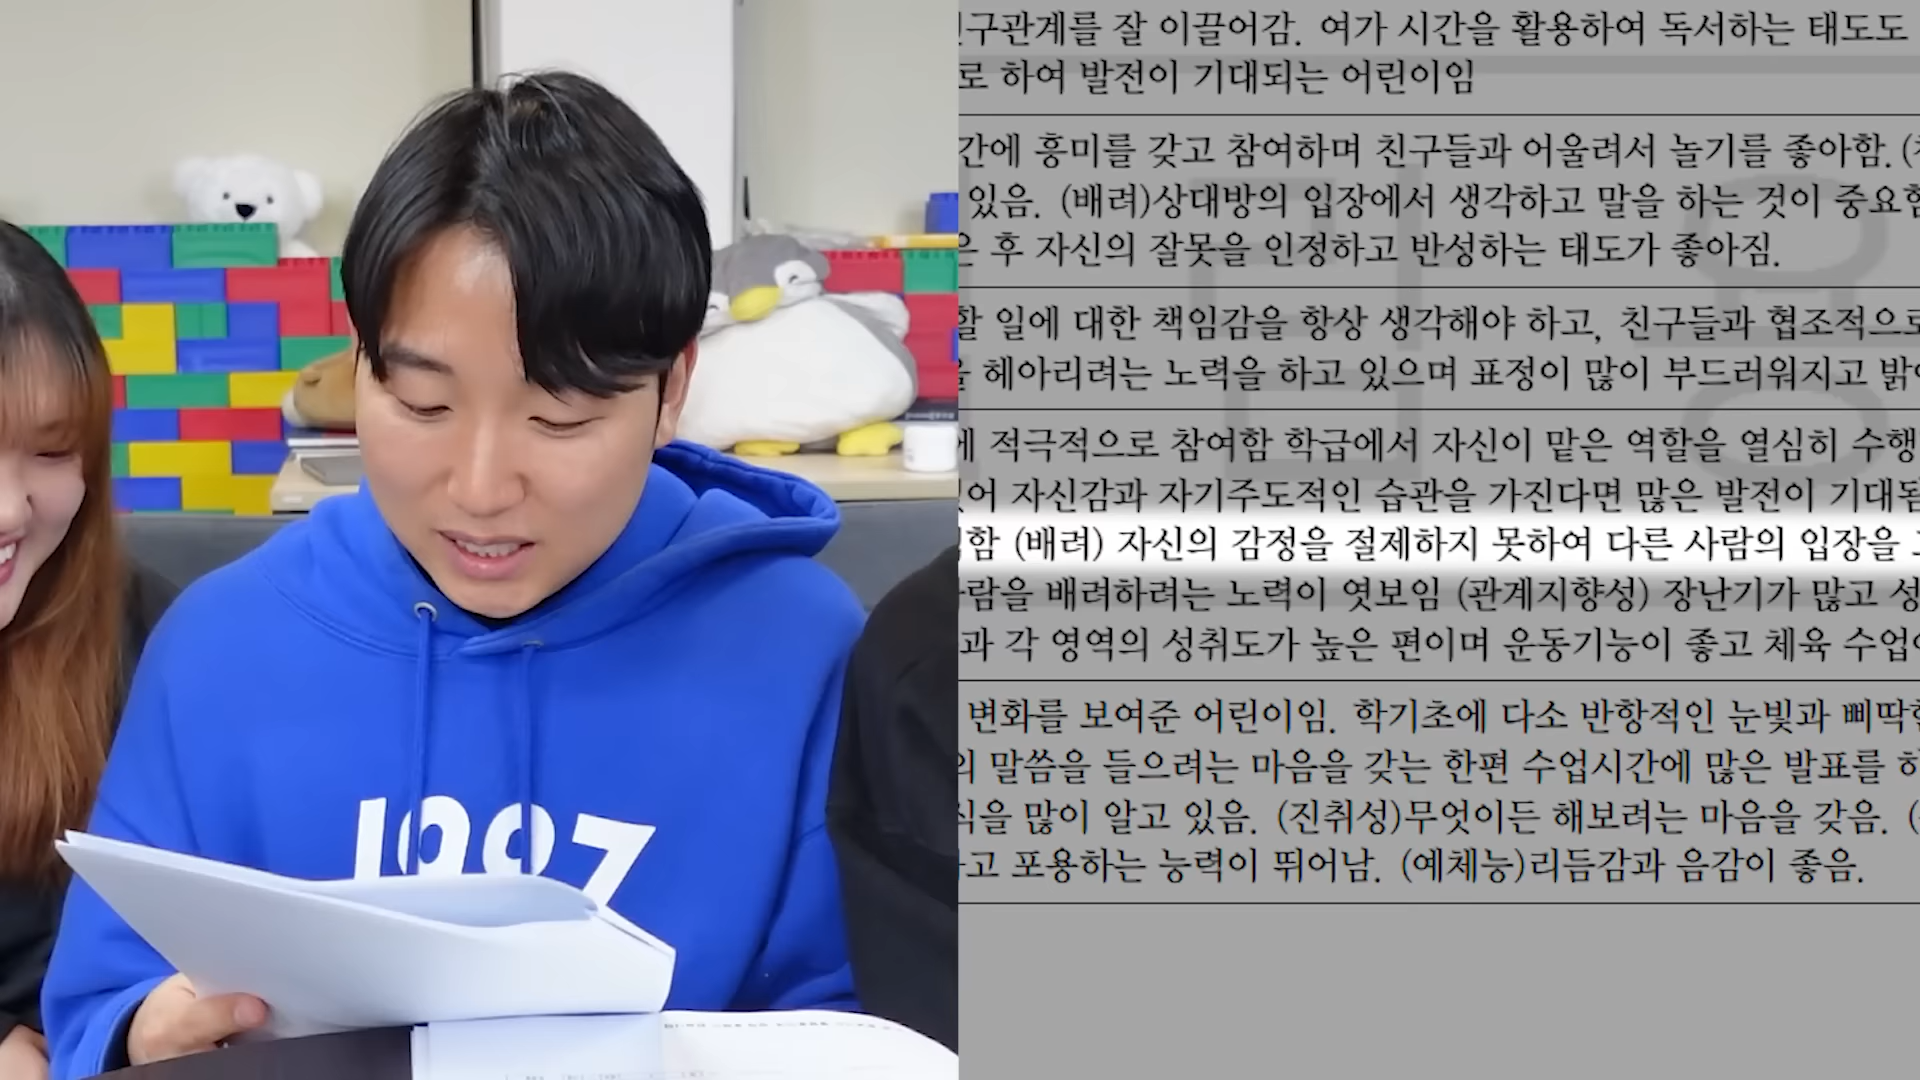 1997
구관계를 잘 이끌어감. 여가 시간을 활용하여 독서하는 태도도
로 하여 발전이 기대되는 어린이임
간에 흥미를 갖고 참여하며 친구들과 어울려서 놀기를 좋아함. (
있음. (배려)상대방의 입장에서 생각하고 말을 하는 것이 중요함
은 후 자신의 잘못을 인정하고 반성하는 태도가 좋아짐.
할 일에 대한 책임감을 항상 생각해야 하고, 친구들과 협조적으로
을 헤아리려는 노력을 하고 있으며 표정이 많이 부드러워지고 밝
에 적극적으로 참여함 학급에서 자신이 맡은 역할을 열심히 수행
있어 자신감과 자기주도적인 습관을 가진다면 많은 발전이 기대됨
함 (배려) 자신의 감정을 절제하지 못하여 다른 사람의 입장을
사람을 배려하려는 노력이 엿보임 (관계지향성) 장난기가 많고 성
과 각 영역의 성취도가 높은 편이며 운동기능이 좋고 체육 수업
변화를 보여준 어린이임. 학기초에 다소 반항적인 눈빛과 삐딱한
의 말씀을 들으려는 마음을 갖는 한편 수업시간에 많은 발표를 하
식을 많이 알고 있음. (진취성)무엇이든 해보려는 마음을 갖음. (
하고 포용하는 능력이 뛰어남. (예체능)리듬감과 음감이 좋음.